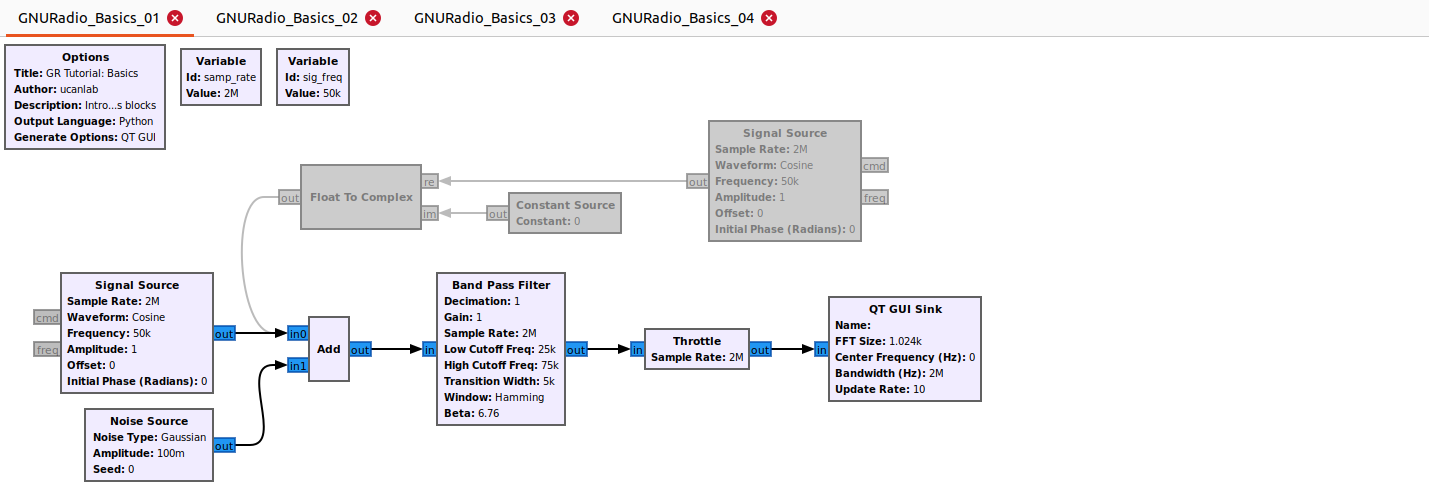 GNURadio_Basics_01 GNURadio_Basics_02 GNURadio_Basics_03 GNURadio_Basics_04
Options
Title: GR Tutorial: Basics
Author: ucanlab
Description: Intro...s blocks
Output Language: Python
Generate Options: QT GUI
Variable
Id: samp_rate
Value: 2M
Variable
Id: sig_freq
Value: 50k
Signal Source
Sample Rate: 2M
Waveform: Cosine
Frequency: 50k
Amplitude: 1
Offset: 0
Initial Phase (Radians): 0
out
cmd
freq
Float To Complex
out
re
im
Constant Source
Constant: 0
out
Signal Source
Sample Rate: 2M
Waveform: Cosine
Frequency: 50k
Amplitude: 1
Offset: 0
Initial Phase (Radians): 0
cmd
freq
out
Noise Source
Noise Type: Gaussian
Amplitude: 100m
Seed: 0
out
in0
in1
Add
out
Band Pass Filter
Decimation: 1
Gain: 1
Sample Rate: 2M
Low Cutoff Freq: 25k
High Cutoff Freq: 75k
Transition Width: 5k
Window: Hamming
Beta: 6.76
in
out
in
Throttle
Sample Rate: 2M
out
in
QT GUI Sink
Name:
FFT Size: 1.024k
Center Frequency (Hz): 0
Bandwidth (Hz): 2M
Update Rate: 10